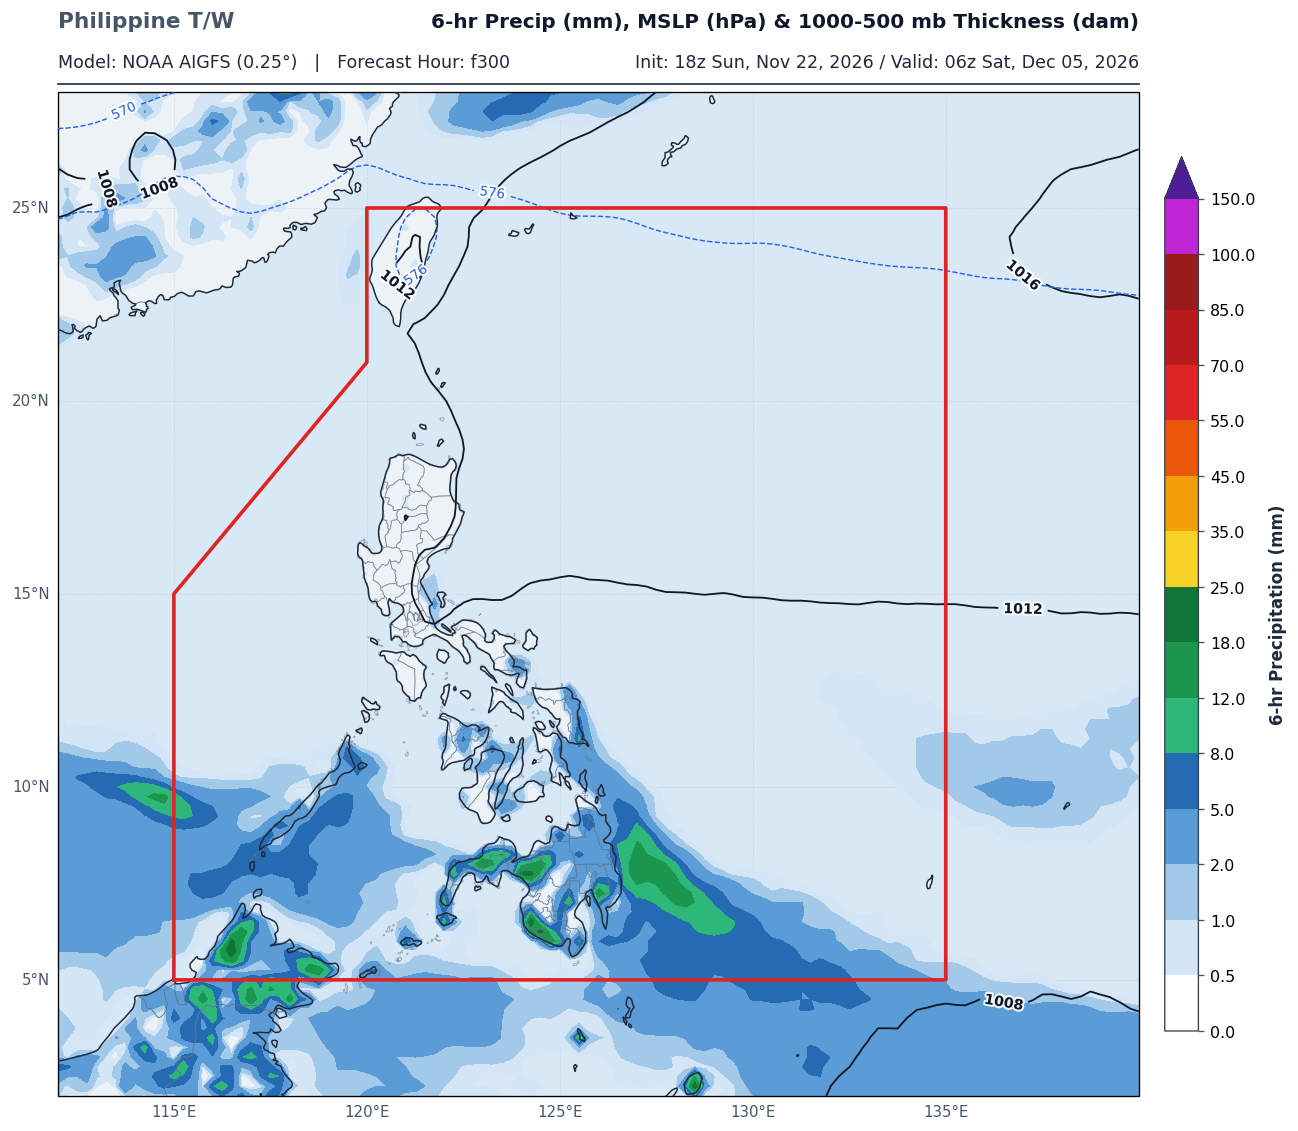 Philippine T/W
6-hr Precip (mm), MSLP (hPa) & 1000-500 mb Thickness (dam)
Model: NOAA AIGFS (0.25°) | Forecast Hour: f300
Init: 18z Sun, Nov 22, 2026 / Valid: 06z Sat, Dec 05, 2026
570
1008
1008
576
25°N
576
1012
1016
20°N
15°N
1012
10°N
5°N
1008
115°E
120°E
125°E
130°E
135°E
150.0
100.0
85.0
70.0
55.0
45.0
35.0
25.0
18.0
12.0
8.0
5.0
2.0
1.0
0.5
0.0
6-hr Precipitation (mm)